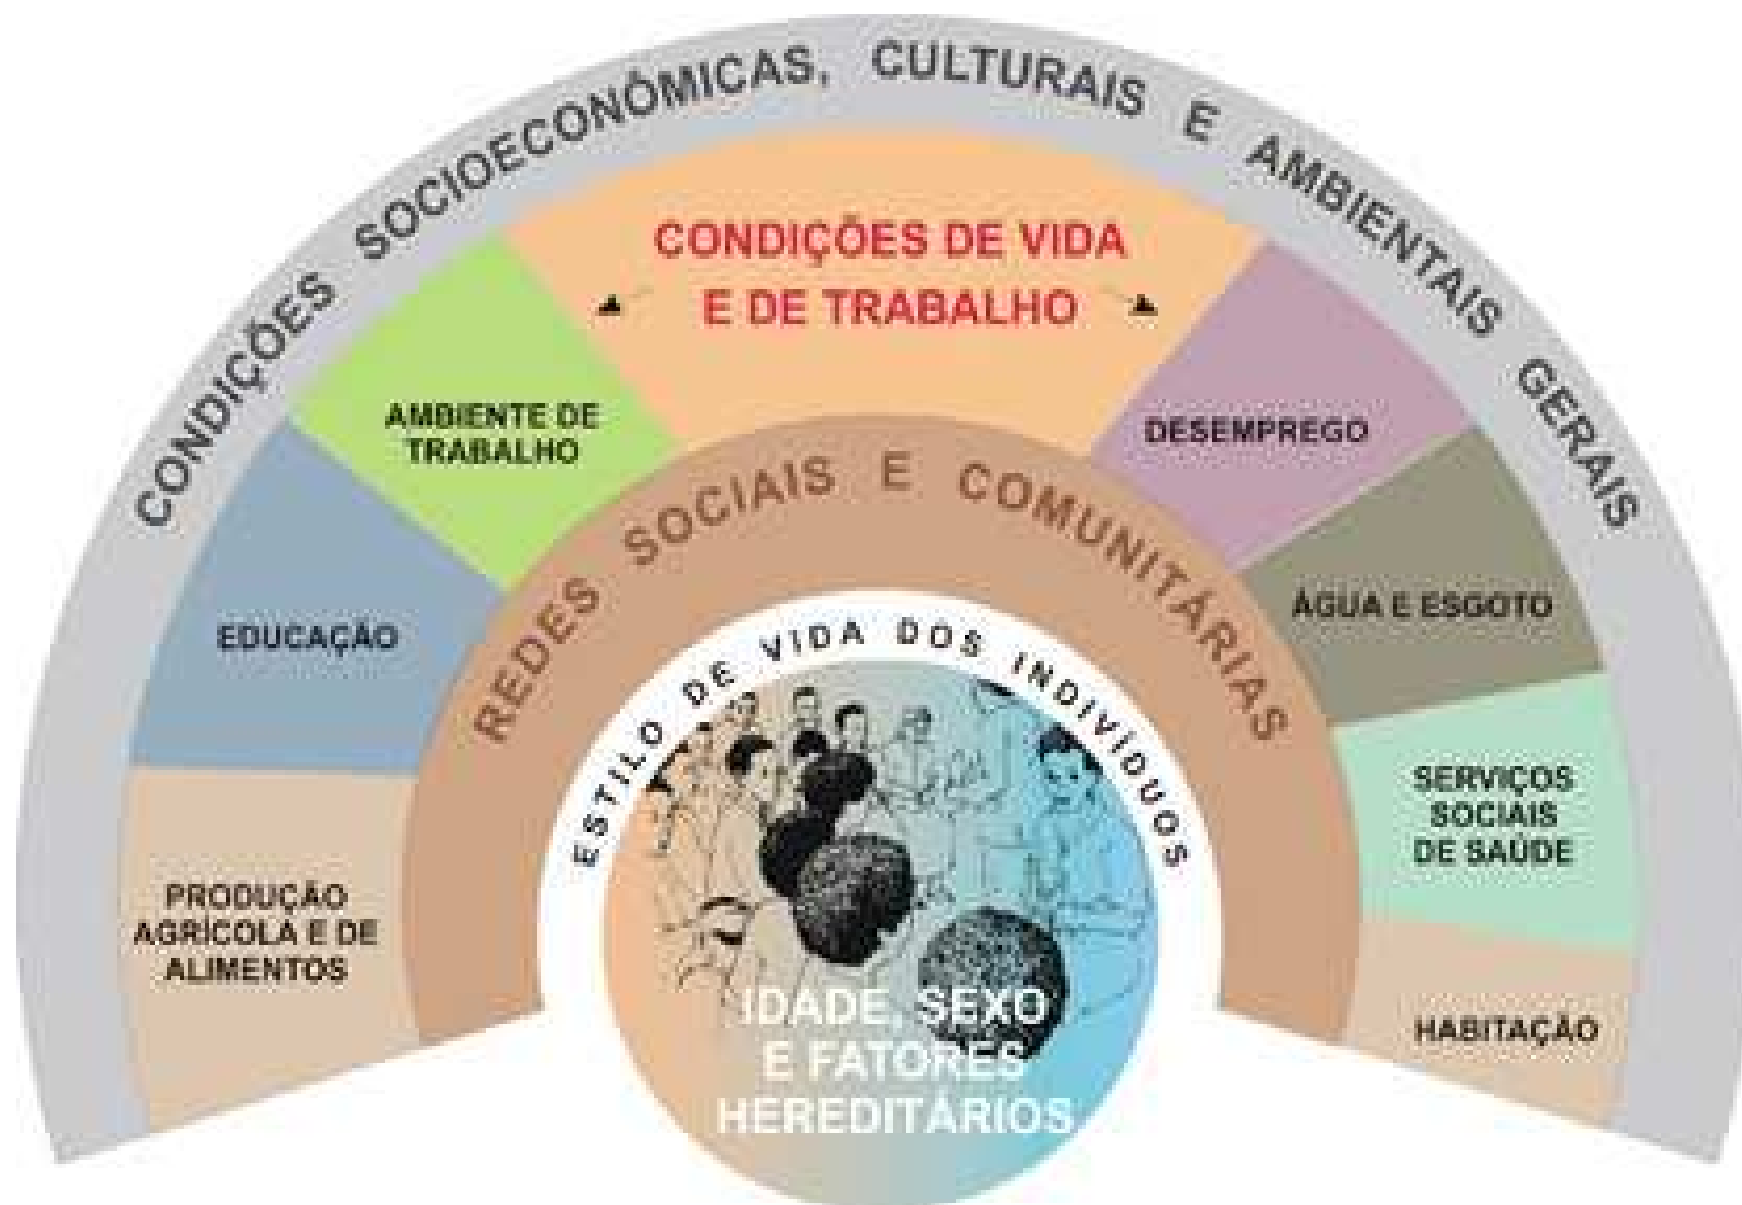 CONDIÇÕES SOCIOECONÔMICAS, CULTURAIS E AMBIENTAIS GERAIS
CONDIÇÕES DE VIDA
E DE TRABALHO
AMBIENTE DE
TRABALHO
DESEMPREGO
EDUCAÇÃO
ÁGUA E ESGOTO
PRODUÇÃO
AGRÍCOLA E DE
ALIMENTOS
SERVIÇOS
SOCIAIS
DE SAÚDE
HABITAÇÃO
REDES SOCIAIS E COMUNITÁRIAS
ESTILO DE VIDA DOS INDIVÍDUOS
IDADE, SEXO
E FATORES
HEREDITÁRIOS